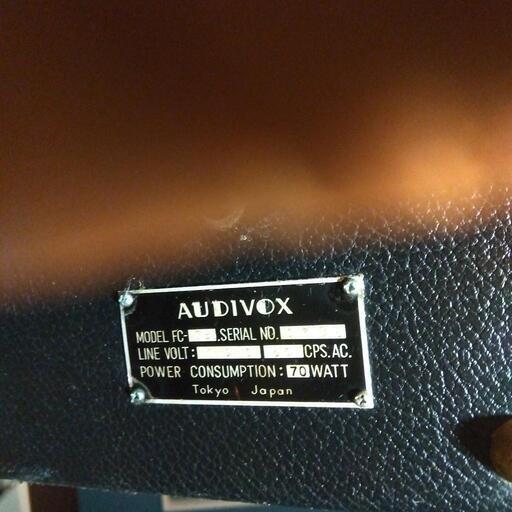 AUDIVOX
MODEL FC- .SERIAL NO.
LINE VOLT: CPS.AC.
POWER CONSUMPTION: 70 WATT
Tokyo Japan